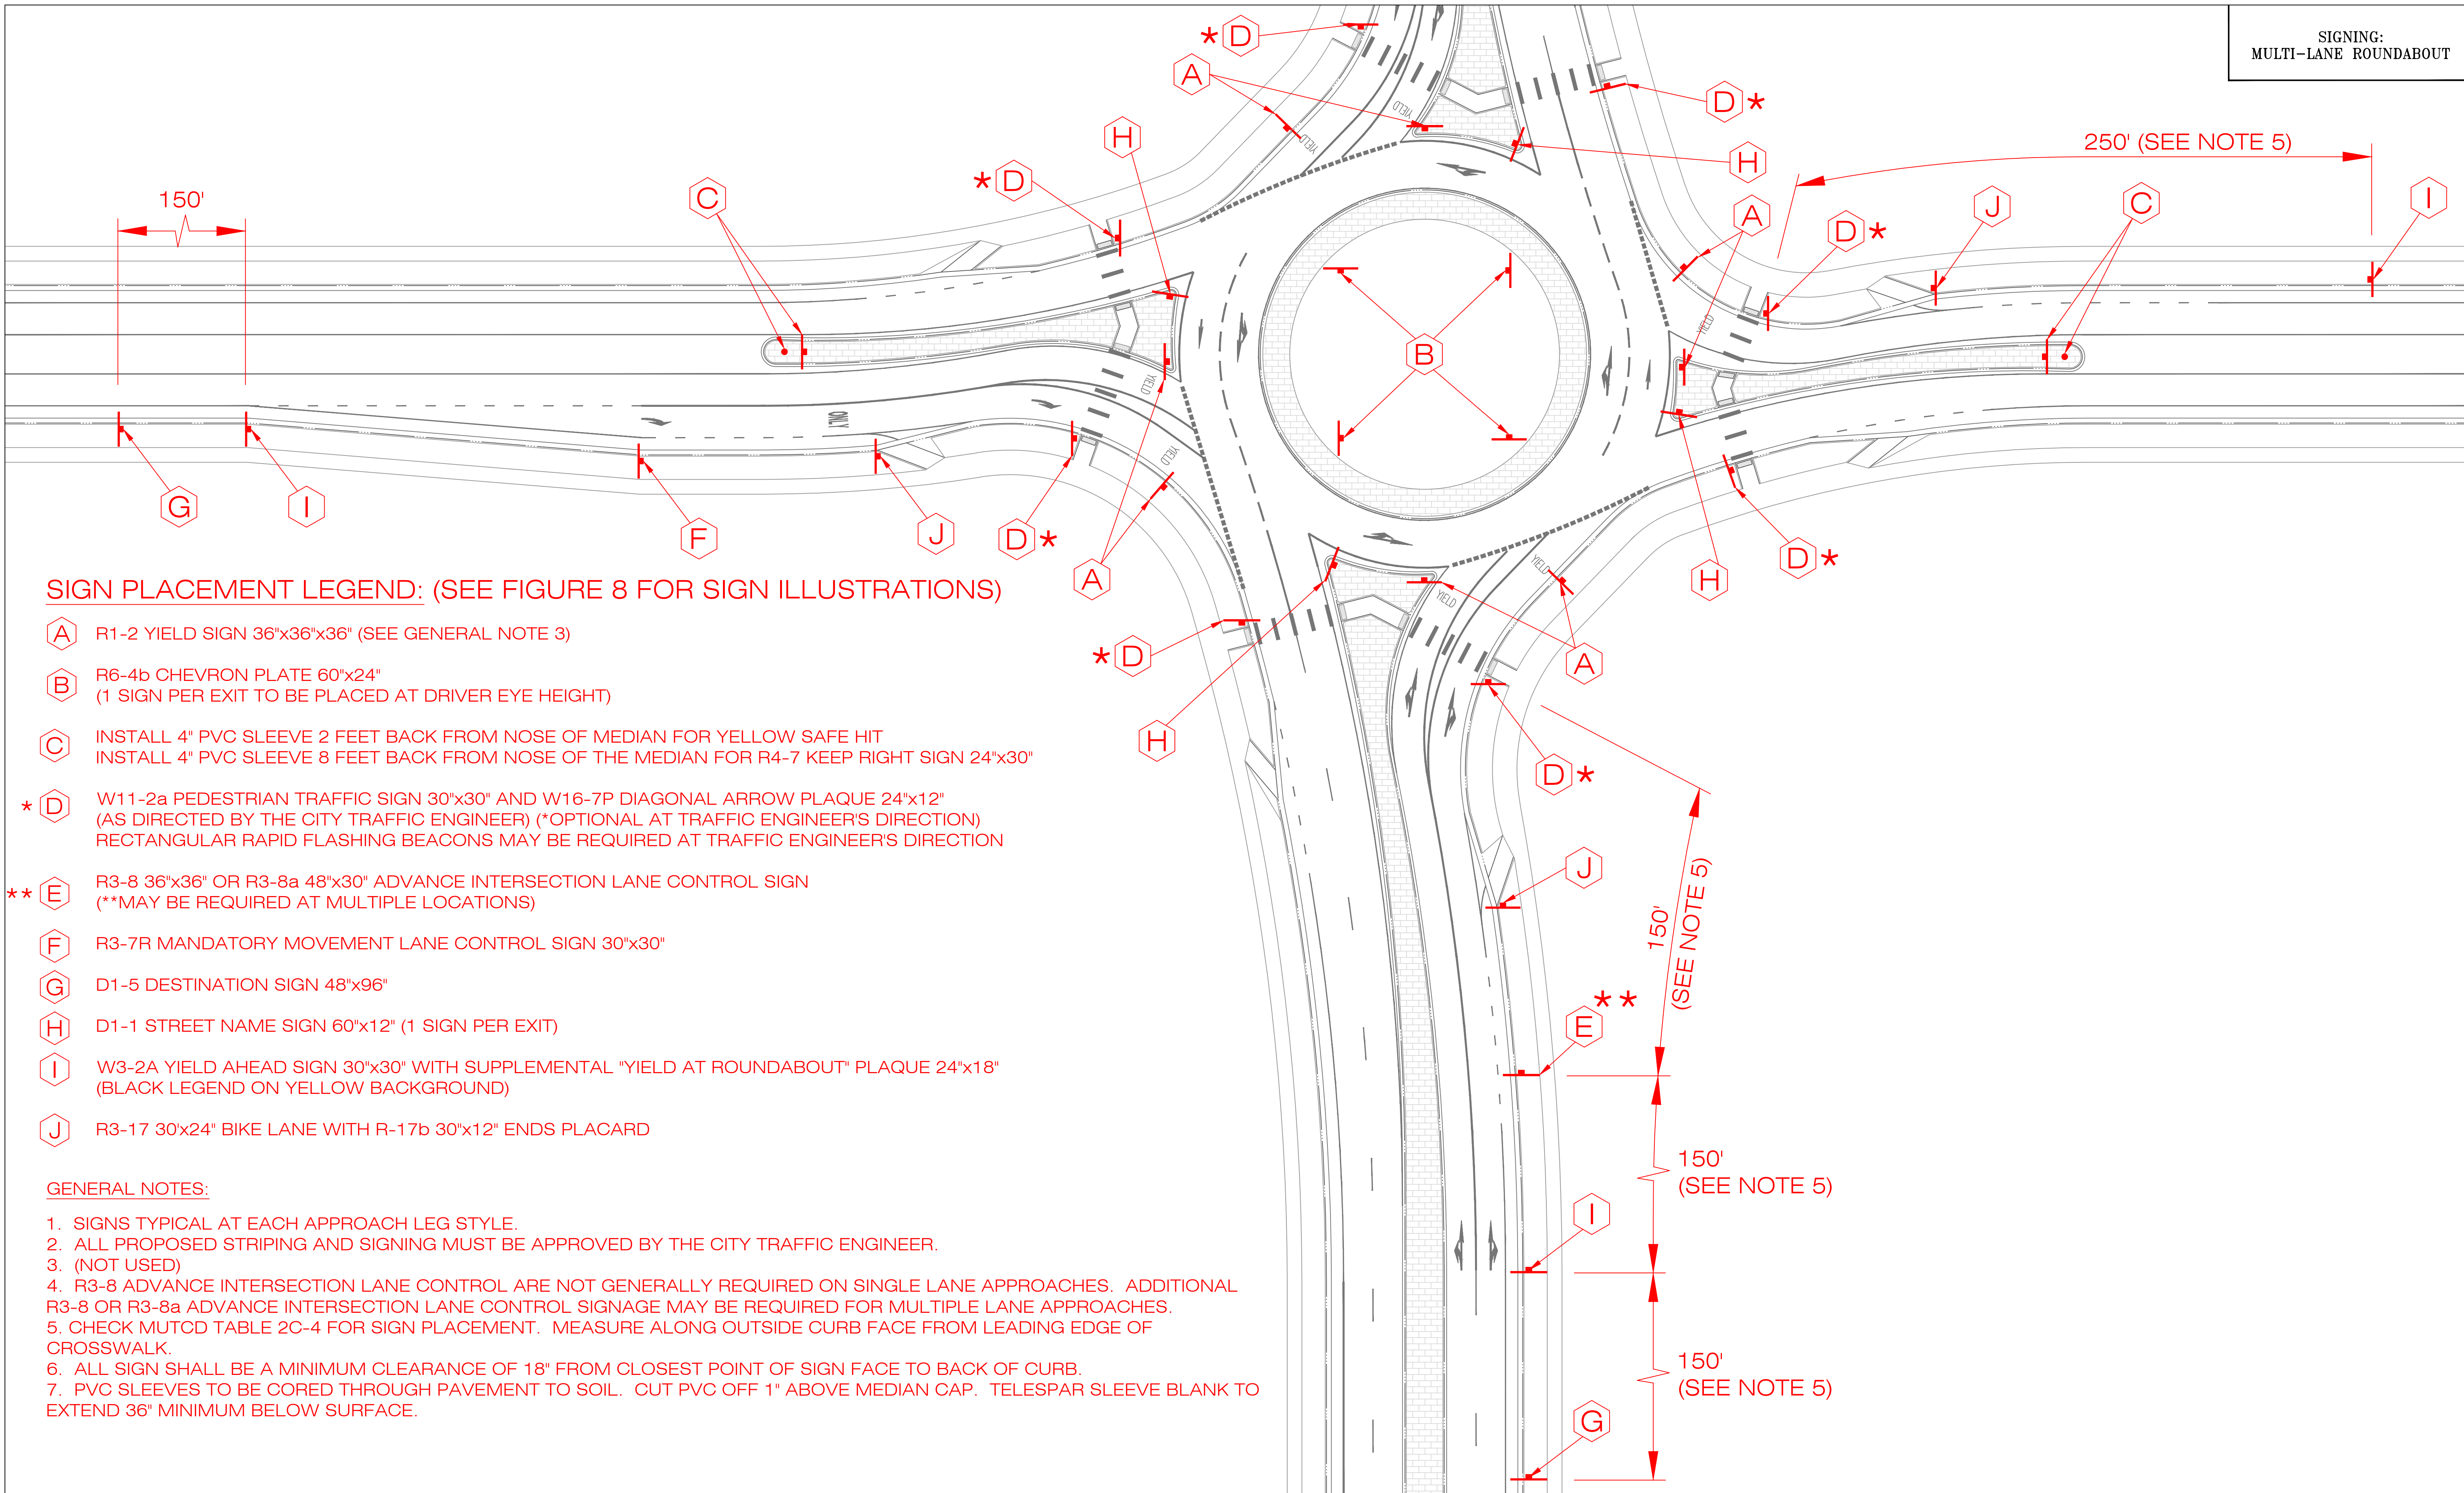 SIGNING:
MULTI-LANE ROUNDABOUT
*D
A
D*
H
H
250' (SEE NOTE 5)
*D
C
150'
A
D*
J
C
I
YIELD
YIELD
YIELD
YIELD
YIELD
YIELD
YIELD
ONLY
B
G
I
F
J
D*
A
H
D*
SIGN PLACEMENT LEGEND: (SEE FIGURE 8 FOR SIGN ILLUSTRATIONS)
A R1-2 YIELD SIGN 36"x36"x36" (SEE GENERAL NOTE 3)
B R6-4b CHEVRON PLATE 60"x24"
(1 SIGN PER EXIT TO BE PLACED AT DRIVER EYE HEIGHT)
C INSTALL 4" PVC SLEEVE 2 FEET BACK FROM NOSE OF MEDIAN FOR YELLOW SAFE HIT
INSTALL 4" PVC SLEEVE 8 FEET BACK FROM NOSE OF THE MEDIAN FOR R4-7 KEEP RIGHT SIGN 24"x30"
* D W11-2a PEDESTRIAN TRAFFIC SIGN 30"x30" AND W16-7P DIAGONAL ARROW PLAQUE 24"x12"
(AS DIRECTED BY THE CITY TRAFFIC ENGINEER) (*OPTIONAL AT TRAFFIC ENGINEER'S DIRECTION)
RECTANGULAR RAPID FLASHING BEACONS MAY BE REQUIRED AT TRAFFIC ENGINEER'S DIRECTION
** E R3-8 36"x36" OR R3-8a 48"x30" ADVANCE INTERSECTION LANE CONTROL SIGN
(**MAY BE REQUIRED AT MULTIPLE LOCATIONS)
F R3-7R MANDATORY MOVEMENT LANE CONTROL SIGN 30"x30"
G D1-5 DESTINATION SIGN 48"x96"
H D1-1 STREET NAME SIGN 60"x12" (1 SIGN PER EXIT)
I W3-2A YIELD AHEAD SIGN 30"x30" WITH SUPPLEMENTAL "YIELD AT ROUNDABOUT" PLAQUE 24"x18"
(BLACK LEGEND ON YELLOW BACKGROUND)
J R3-17 30'x24" BIKE LANE WITH R-17b 30"x12" ENDS PLACARD
GENERAL NOTES:
1. SIGNS TYPICAL AT EACH APPROACH LEG STYLE.
2. ALL PROPOSED STRIPING AND SIGNING MUST BE APPROVED BY THE CITY TRAFFIC ENGINEER.
3. (NOT USED)
4. R3-8 ADVANCE INTERSECTION LANE CONTROL ARE NOT GENERALLY REQUIRED ON SINGLE LANE APPROACHES. ADDITIONAL
R3-8 OR R3-8a ADVANCE INTERSECTION LANE CONTROL SIGNAGE MAY BE REQUIRED FOR MULTIPLE LANE APPROACHES.
5. CHECK MUTCD TABLE 2C-4 FOR SIGN PLACEMENT. MEASURE ALONG OUTSIDE CURB FACE FROM LEADING EDGE OF
CROSSWALK.
6. ALL SIGN SHALL BE A MINIMUM CLEARANCE OF 18" FROM CLOSEST POINT OF SIGN FACE TO BACK OF CURB.
7. PVC SLEEVES TO BE CORED THROUGH PAVEMENT TO SOIL. CUT PVC OFF 1" ABOVE MEDIAN CAP. TELESPAR SLEEVE BLANK TO
EXTEND 36" MINIMUM BELOW SURFACE.
YIELD
*D
A
H
D*
J
150'
(SEE NOTE 5)
E**
150'
(SEE NOTE 5)
I
150'
(SEE NOTE 5)
G